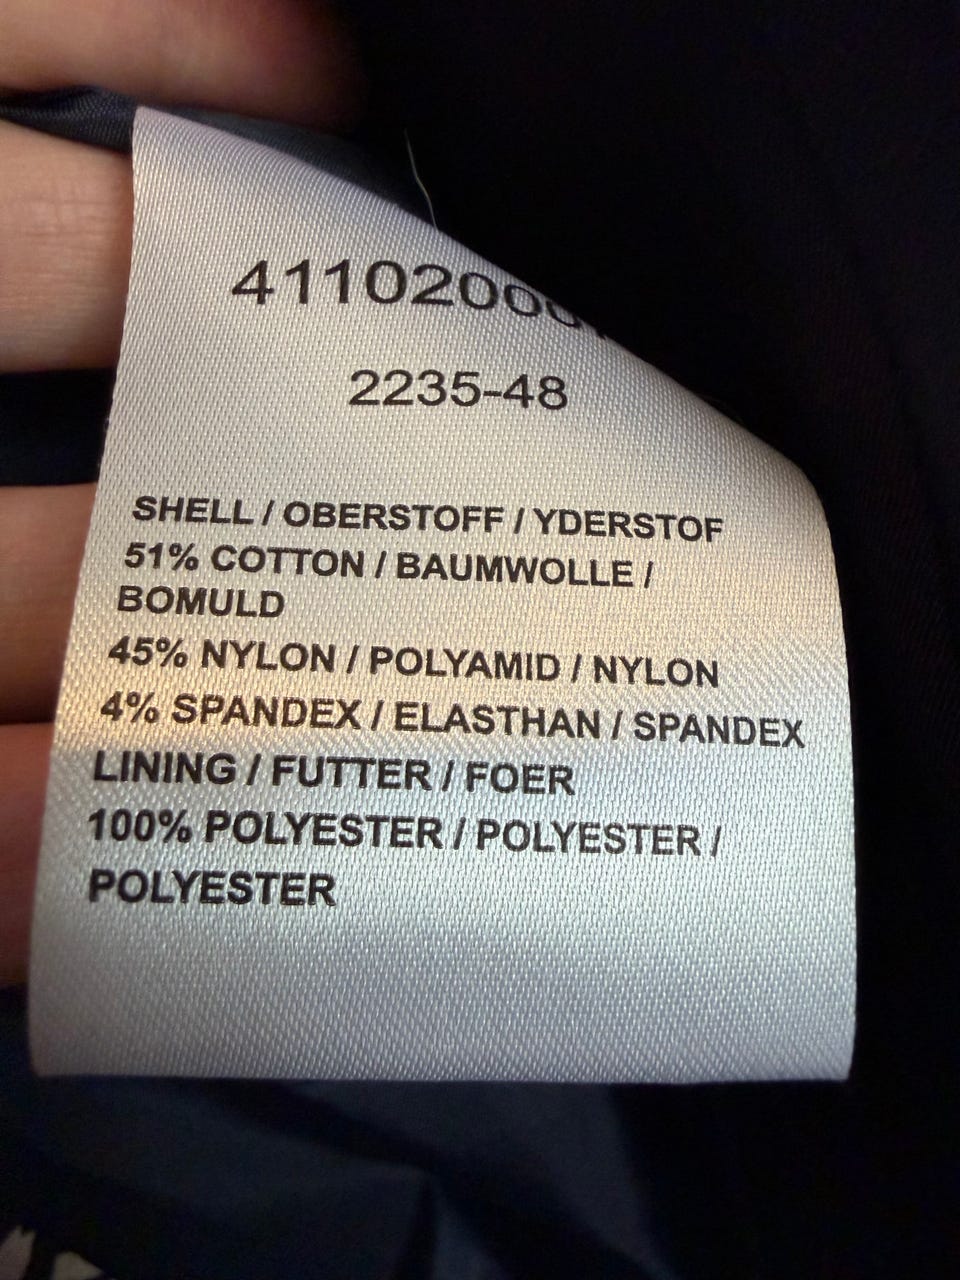 2235-48
SHELL / OBERSTOFF / YDERSTOF
51% COTTON / BAUMWOLLE /
BOMULD
45% NYLON / POLYAMID / NYLON
4% SPANDEX / ELASTHAN / SPANDEX
LINING / FUTTER / FOER
100% POLYESTER / POLYESTER /
POLYESTER